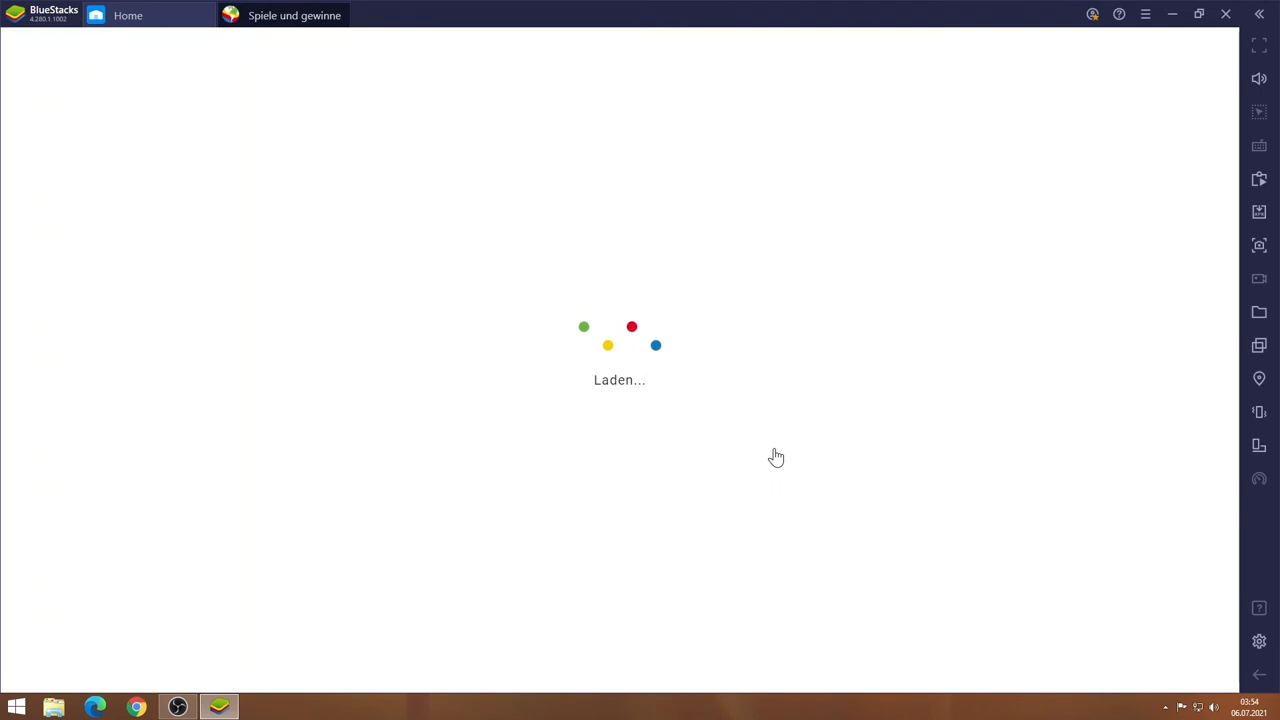 BlueStacks
4.280.1.1002
Home
Spiele und gewinne
Laden...
03:54
06.07.2021